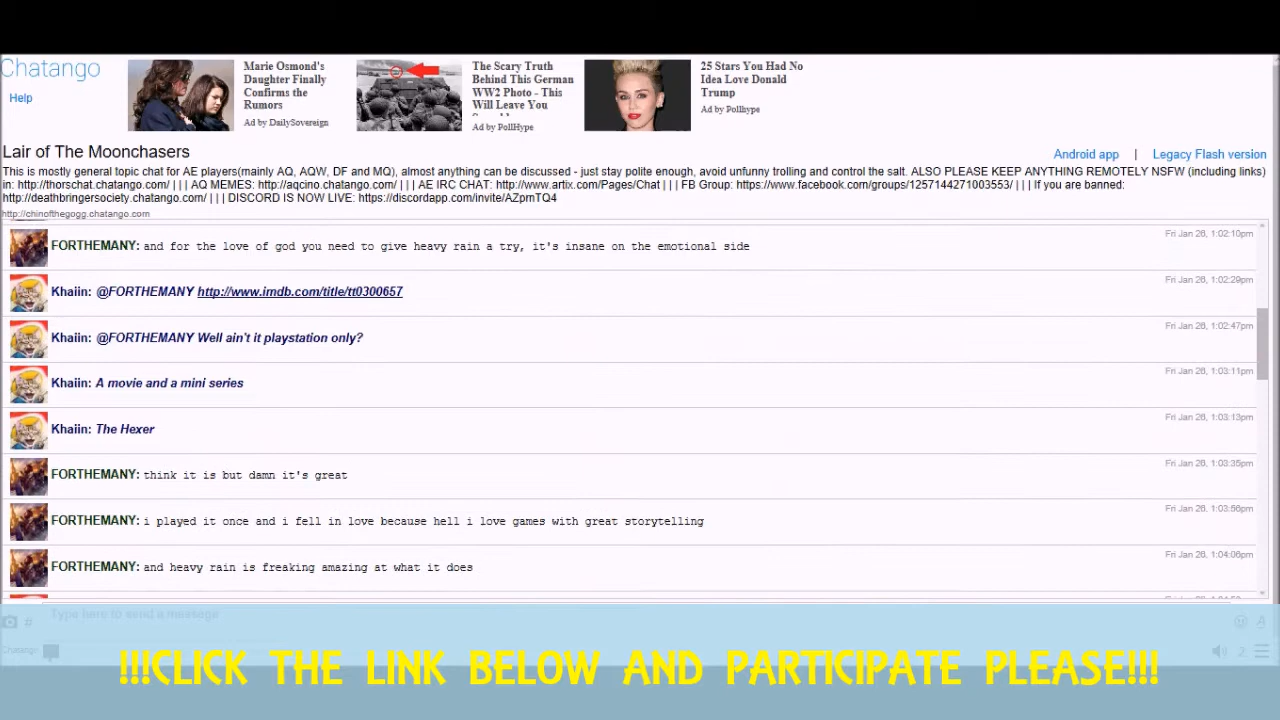 Chatango
Help
Marie Osmond's
Daughter Finally
Confirms the
Rumors
Ad by DailySovereign
The Scary Truth
Behind This German
WW2 Photo - This
Will Leave You
Ad by PollHype
25 Stars You Had No
Idea Love Donald
Trump
Ad by Pollhype
Lair of The Moonchasers
Android app | Legacy Flash version
This is mostly general topic chat for AE players(mainly AQ, AQW, DF and MQ), almost anything can be discussed - just stay polite enough, avoid unfunny trolling and control the salt. ALSO PLEASE KEEP ANYTHING REMOTELY NSFW (including links)
in: http://thorschat.chatango.com/ | | | AQ MEMES: http://aqcino.chatango.com/ | | | AE IRC CHAT: http://www.artix.com/Pages/Chat | | | FB Group: https://www.facebook.com/groups/1257144271003553/ | | | If you are banned:
http://deathbringersociety.chatango.com/ | | | DISCORD IS NOW LIVE: https://discordapp.com/invite/AZpmTQ4
http://chinofthegogg.chatango.com
FORTHEMANY: and for the love of god you need to give heavy rain a try, it's insane on the emotional side
Fri Jan 26, 1:02:10pm
Khaiin: @FORTHEMANY http://www.imdb.com/title/tt0300657
Fri Jan 26, 1:02:29pm
Khaiin: @FORTHEMANY Well ain't it playstation only?
Fri Jan 26, 1:02:47pm
Khaiin: A movie and a mini series
Fri Jan 26, 1:03:11pm
Khaiin: The Hexer
Fri Jan 26, 1:03:13pm
FORTHEMANY: think it is but damn it's great
Fri Jan 26, 1:03:35pm
FORTHEMANY: i played it once and i fell in love because hell i love games with great storytelling
Fri Jan 26, 1:03:56pm
FORTHEMANY: and heavy rain is freaking amazing at what it does
Fri Jan 26, 1:04:06pm
Type here to send a message
#
A
Chatango
2
!!!CLICK THE LINK BELOW AND PARTICIPATE PLEASE!!!